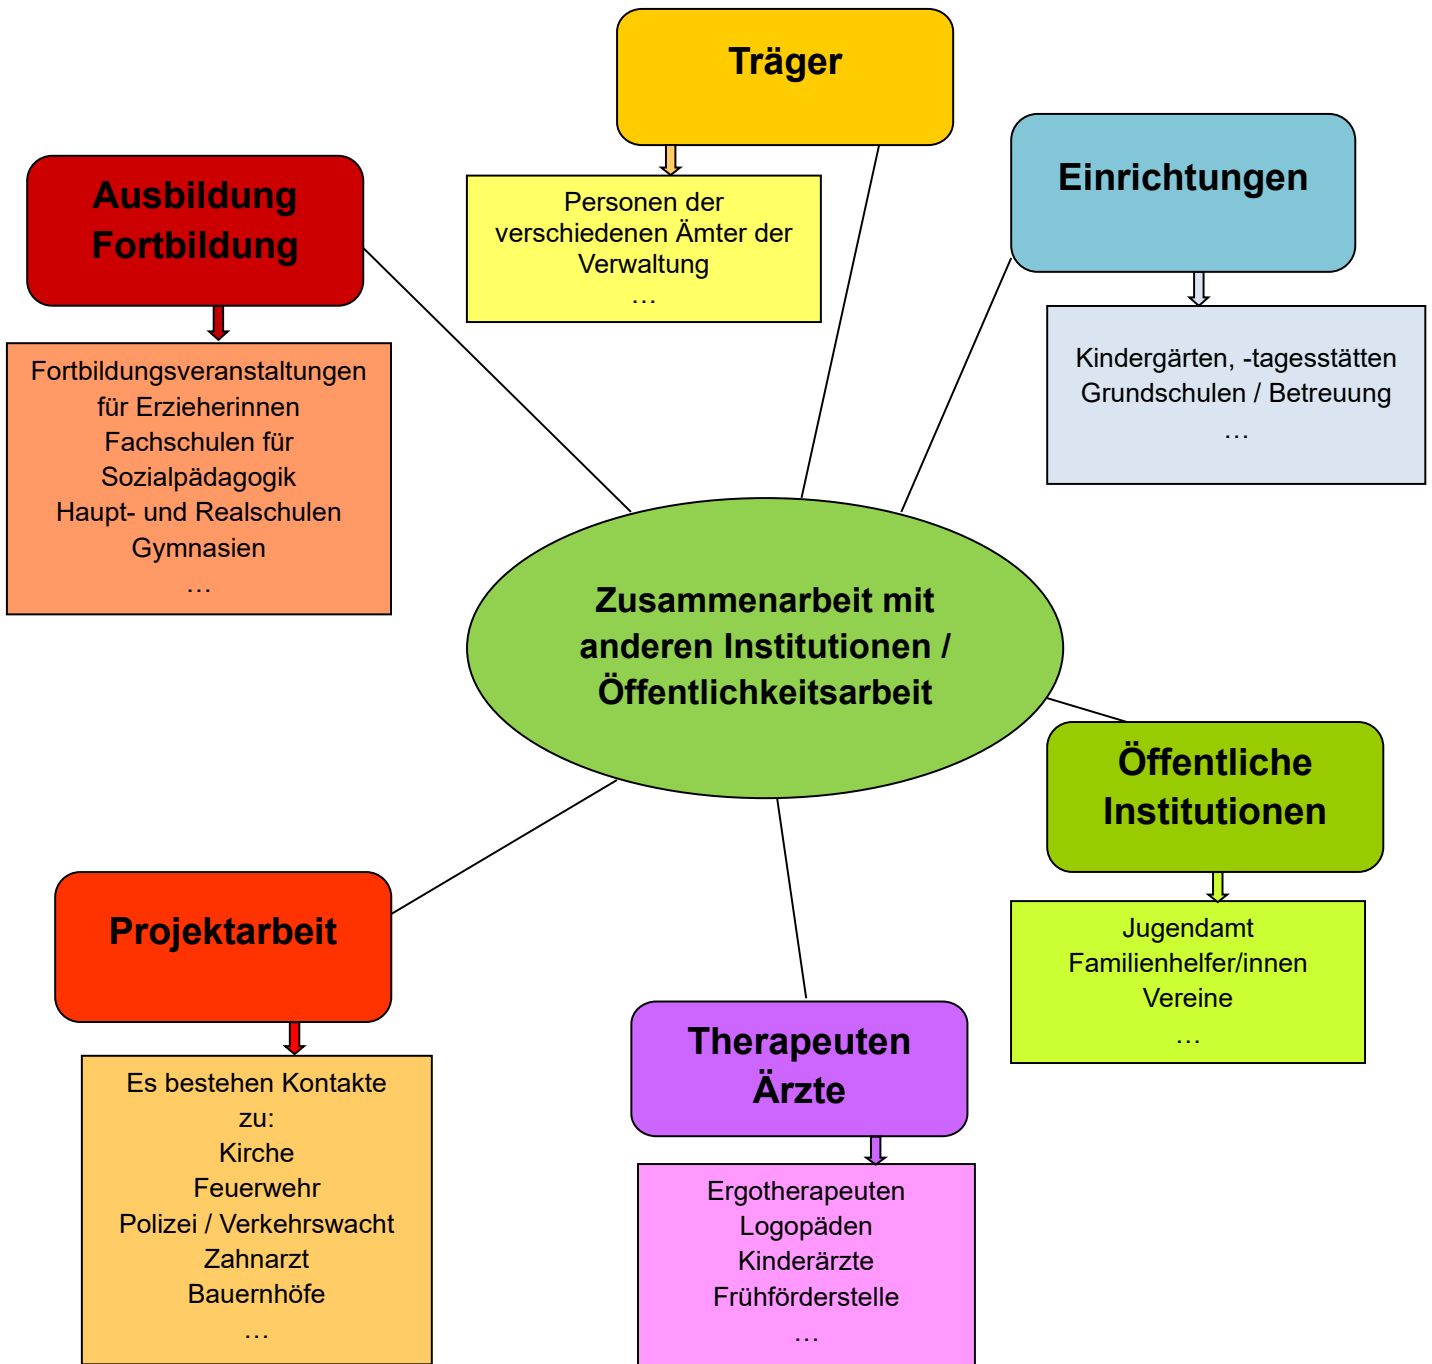 Träger
Personen der
verschiedenen Ämter der
Verwaltung
…
Einrichtungen
Kindergärten, -tagesstätten
Grundschulen / Betreuung
…
Ausbildung
Fortbildung
Fortbildungsveranstaltungen
für Erzieherinnen
Fachschulen für
Sozialpädagogik
Haupt- und Realschulen
Gymnasien
…
Zusammenarbeit mit
anderen Institutionen /
Öffentlichkeitsarbeit
Öffentliche
Institutionen
Jugendamt
Familienhelfer/innen
Vereine
…
Projektarbeit
Es bestehen Kontakte
zu:
Kirche
Feuerwehr
Polizei / Verkehrswacht
Zahnarzt
Bauernhöfe
…
Therapeuten
Ärzte
Ergotherapeuten
Logopäden
Kinderärzte
Frühförderstelle
…